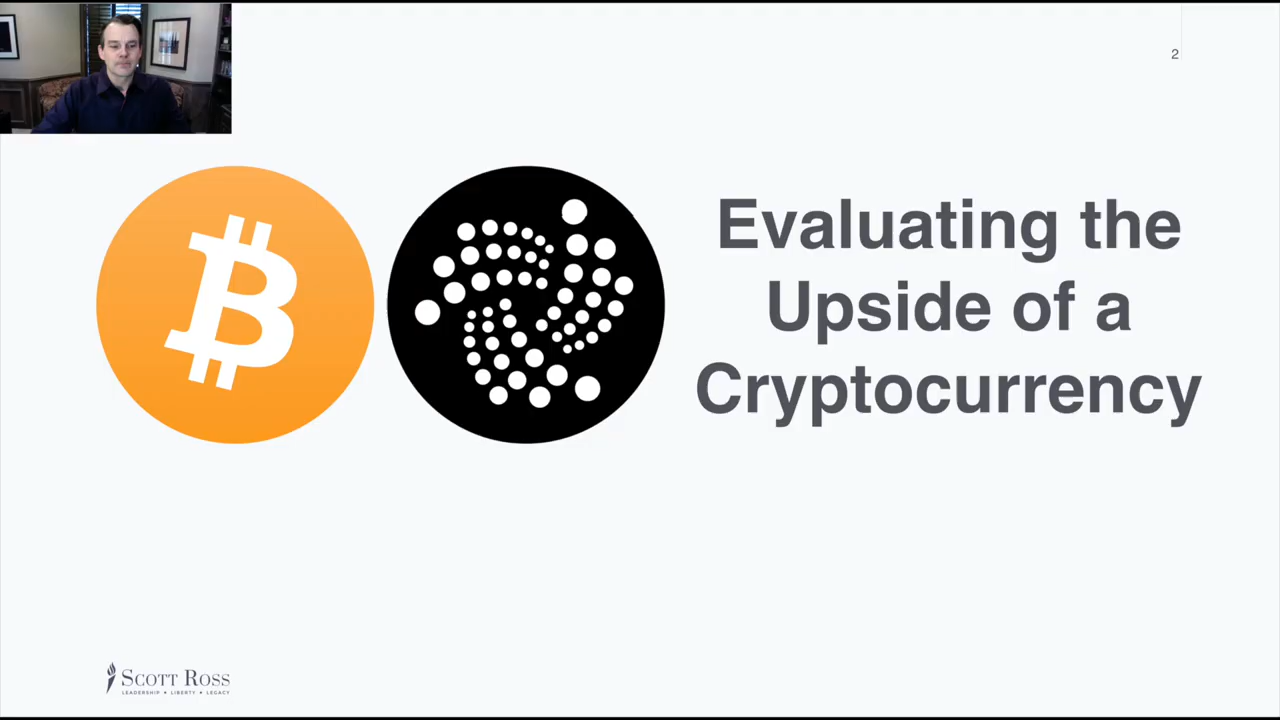 2
Evaluating the
Upside of a
Cryptocurrency
SCOTT ROSS
LEADERSHIP • LIBERTY • LEGACY